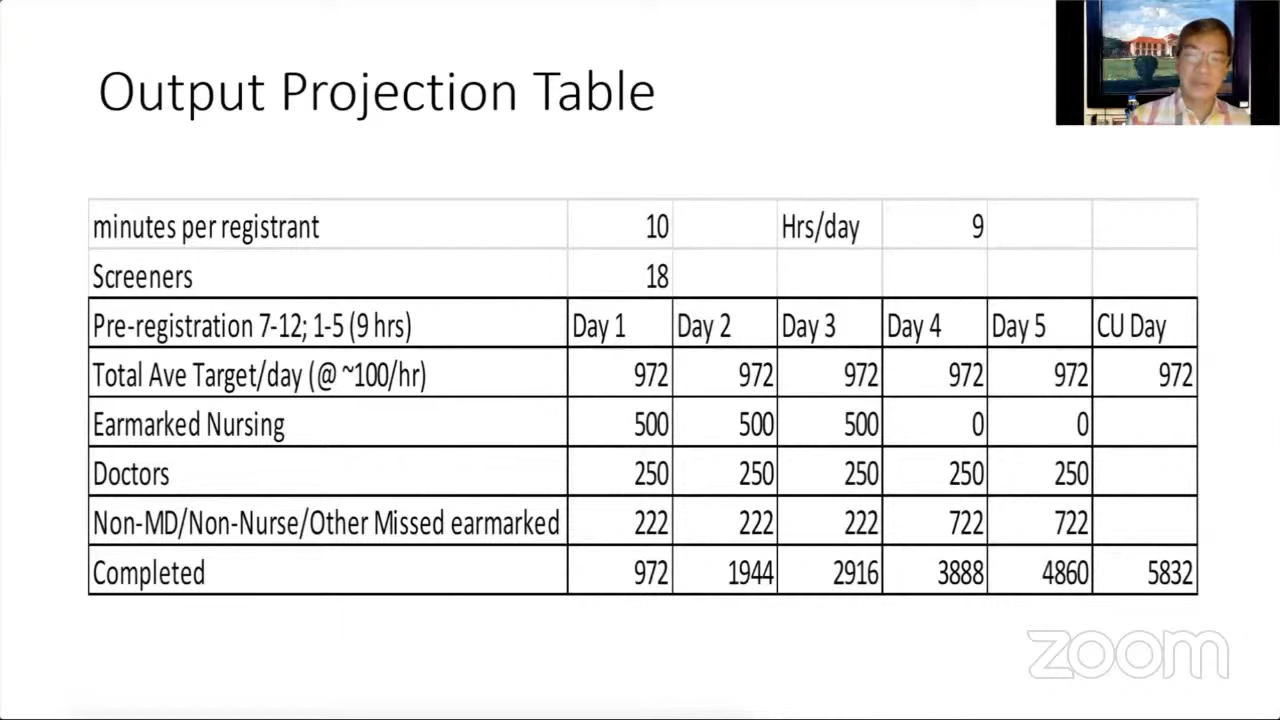 Output Projection Table
minutes per registrant 10 Hrs/day 9
Screeners 18
Pre-registration 7-12; 1-5 (9 hrs) Day 1 Day 2 Day 3 Day 4 Day 5 CU Day
Total Ave Target/day (@ ~100/hr) 972 972 972 972 972 972
Earmarked Nursing 500 500 500 0 0
Doctors 250 250 250 250 250
Non-MD/Non-Nurse/Other Missed earmarked 222 222 222 722 722
Completed 972 1944 2916 3888 4860 5832
zoom